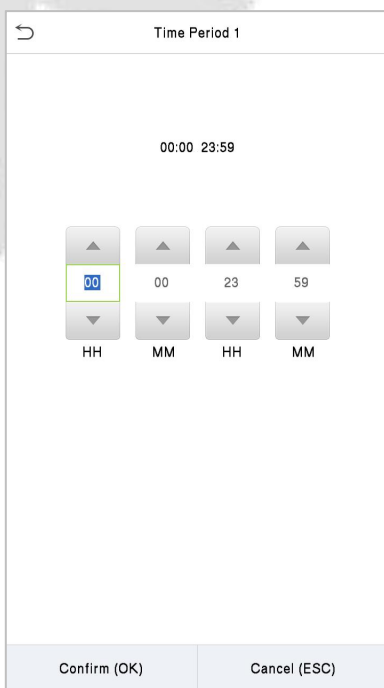 Time Period 1
00:00 23:59
00 00 23 59
HH MM HH MM
Confirm (OK) Cancel (ESC)